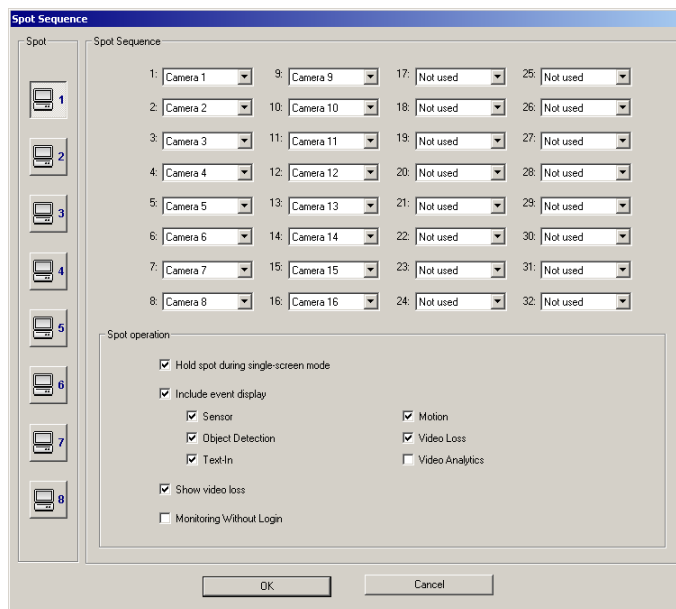 Spot Sequence
Spot
1
2
3
4
5
6
7
8
Spot Sequence
1: Camera 1 9: Camera 9 17: Not used 25: Not used
2: Camera 2 10: Camera 10 18: Not used 26: Not used
3: Camera 3 11: Camera 11 19: Not used 27: Not used
4: Camera 4 12: Camera 12 20: Not used 28: Not used
5: Camera 5 13: Camera 13 21: Not used 29: Not used
6: Camera 6 14: Camera 14 22: Not used 30: Not used
7: Camera 7 15: Camera 15 23: Not used 31: Not used
8: Camera 8 16: Camera 16 24: Not used 32: Not used
Spot operation
Hold spot during single-screen mode
Include event display
Sensor Motion
Object Detection Video Loss
Text-In Video Analytics
Show video loss
Monitoring Without Login
OK Cancel